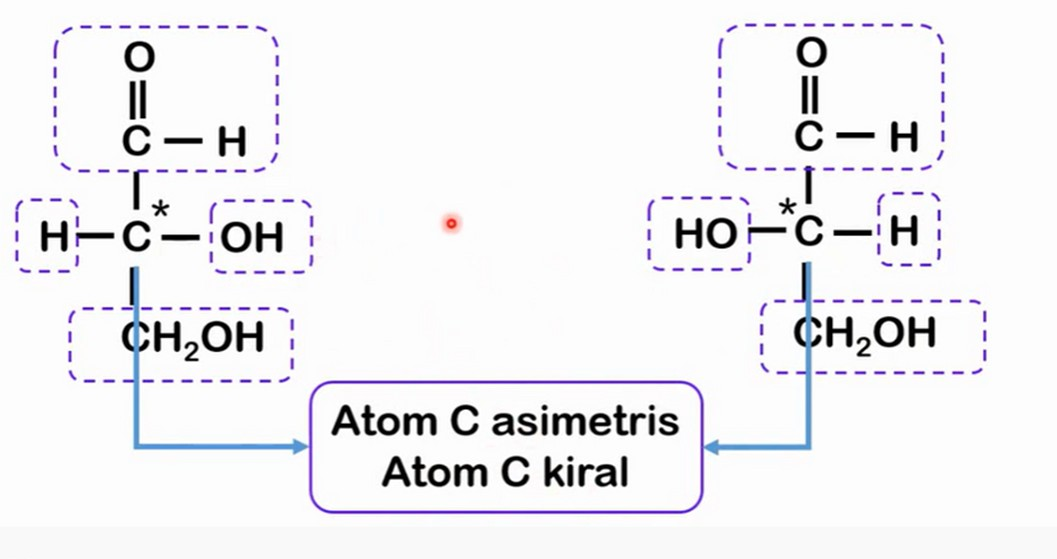 O
O
C – H
C – H
*
*
H – C – OH
HO – C – H
CH₂OH
CH₂OH
Atom C asimetris
Atom C kiral